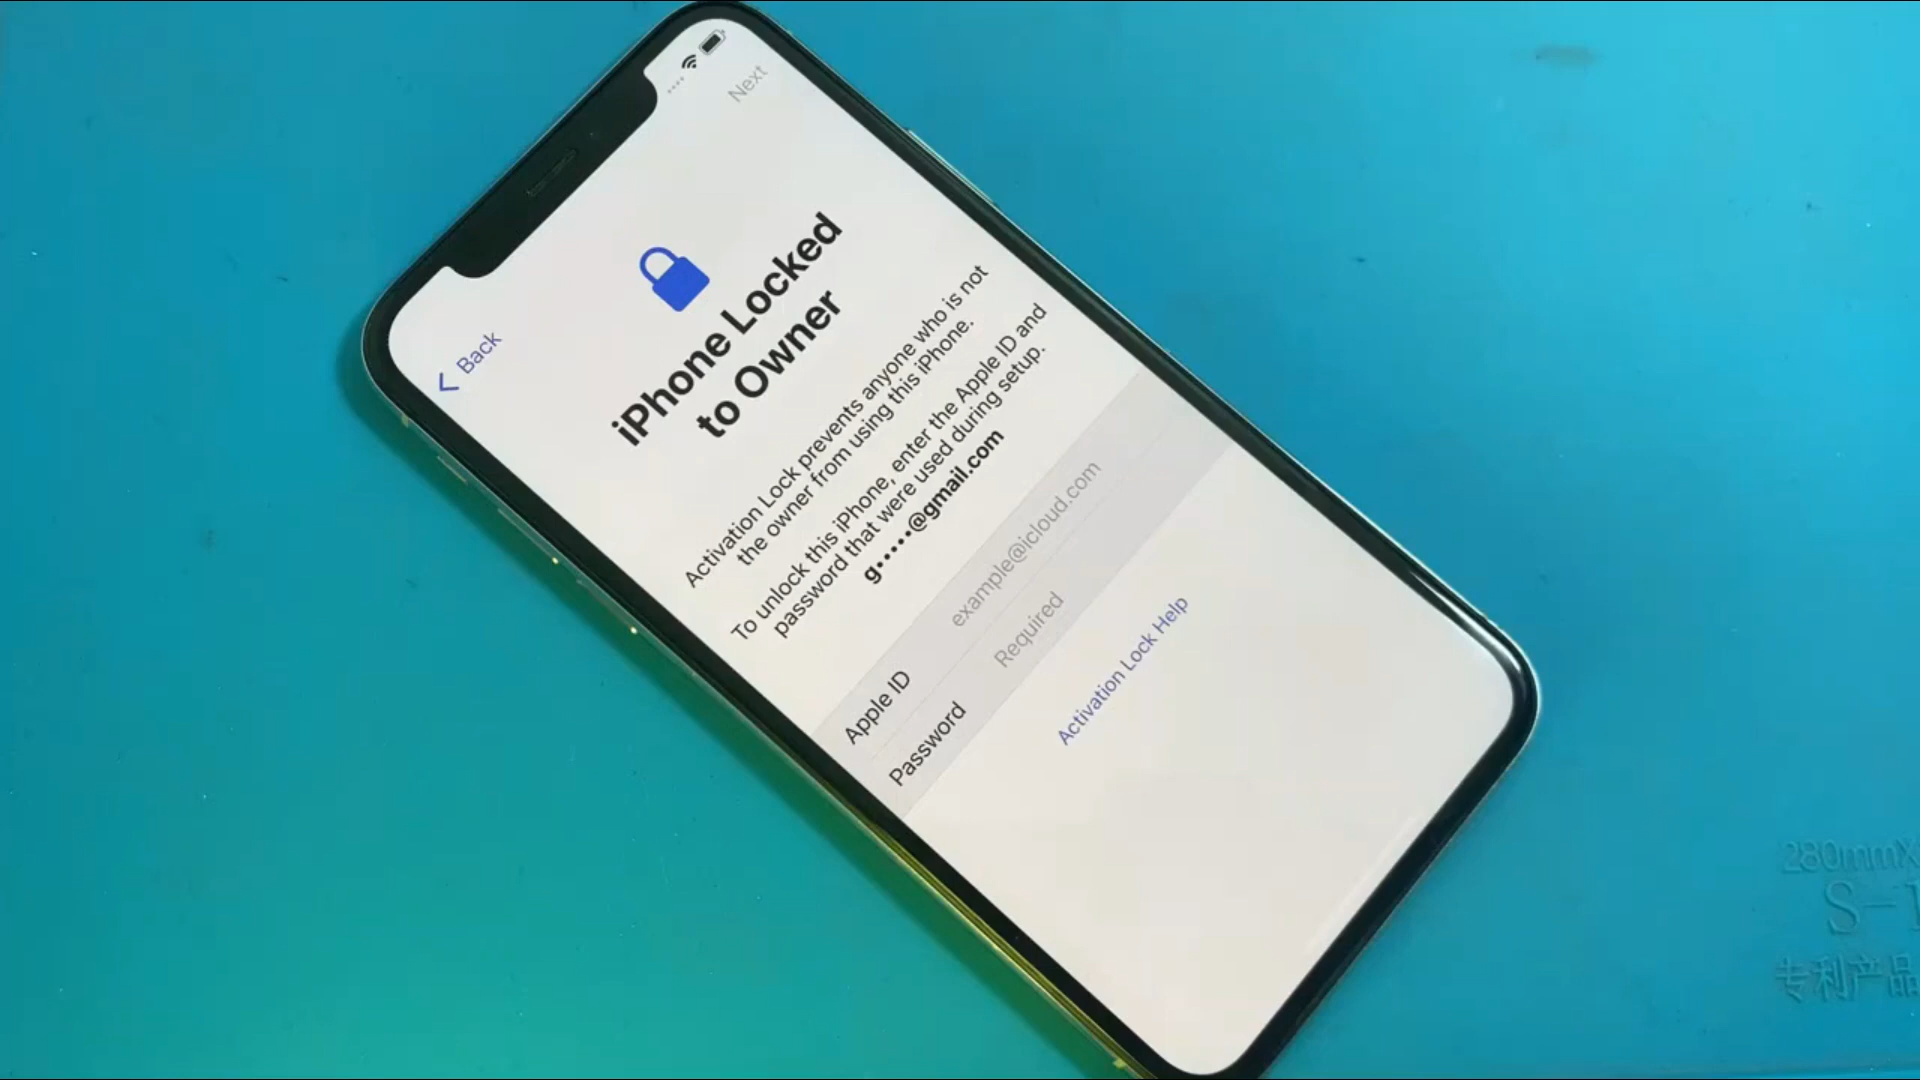 Next
Back
iPhone Locked
to Owner
Activation Lock prevents anyone who is not
the owner from using this iPhone.
To unlock this iPhone, enter the Apple ID and
password that were used during setup.
g•••••@gmail.com
Apple ID example@icloud.com
Password Required
Activation Lock Help
280mmX
S-1
专利产品